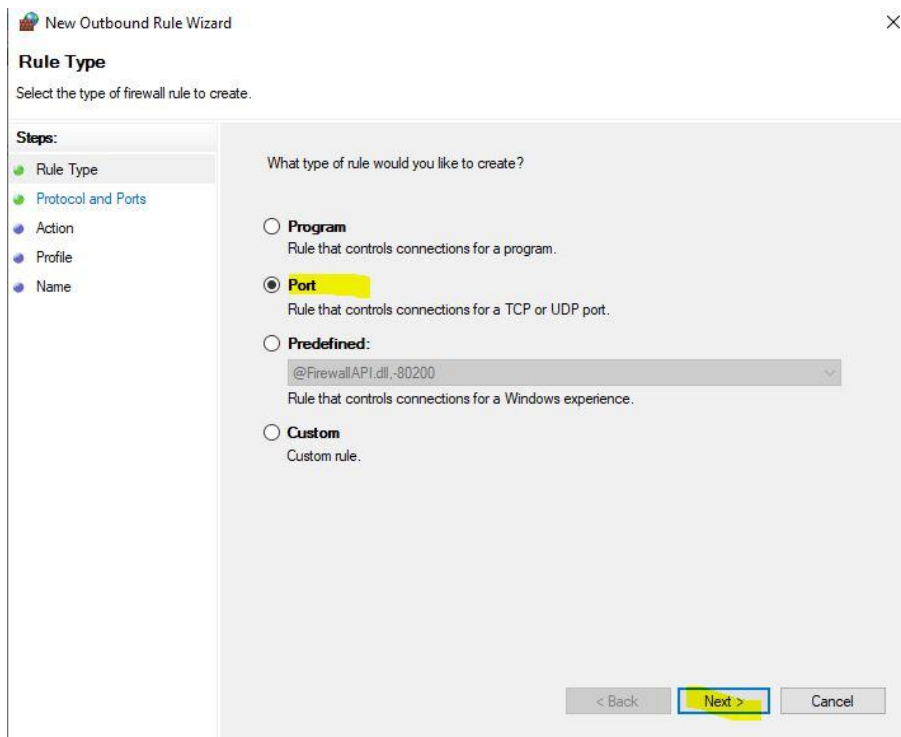 New Outbound Rule Wizard
Rule Type
Select the type of firewall rule to create.
Steps:
Rule Type
Protocol and Ports
Action
Profile
Name
What type of rule would you like to create?
Program
Rule that controls connections for a program.
Port
Rule that controls connections for a TCP or UDP port.
Predefined:
@FirewallAPI.dll,-80200
Rule that controls connections for a Windows experience.
Custom
Custom rule.
< Back Next > Cancel